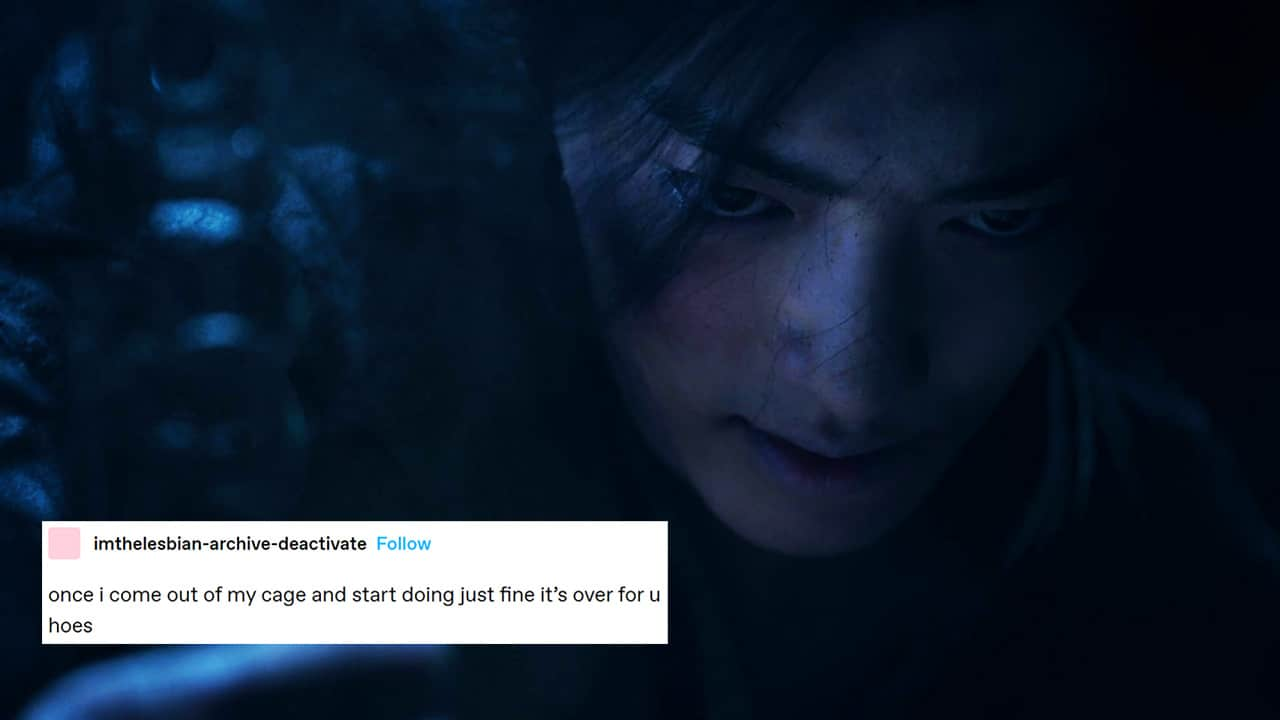 imthelesbian-archive-deactivate Follow
once i come out of my cage and start doing just fine it’s over for u
hoes